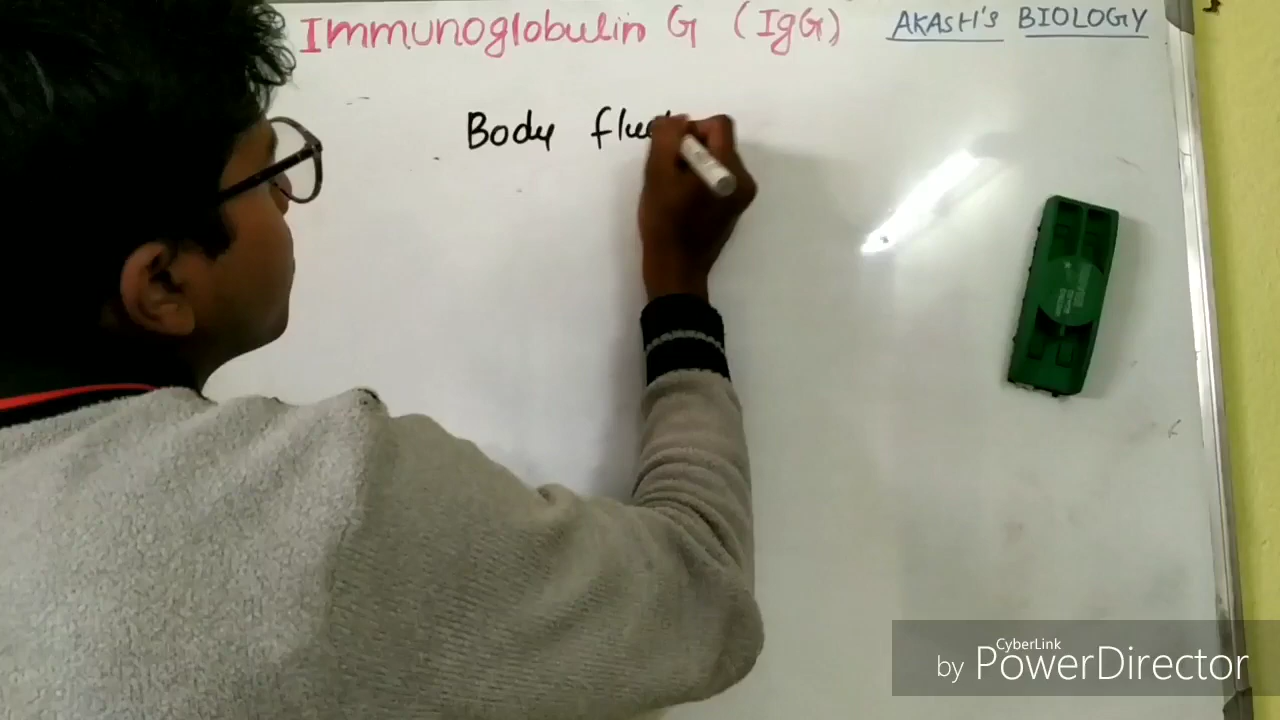 Immunoglobulin G (IgG) AKASH'S BIOLOGY
Body
CyberLink
by PowerDirector